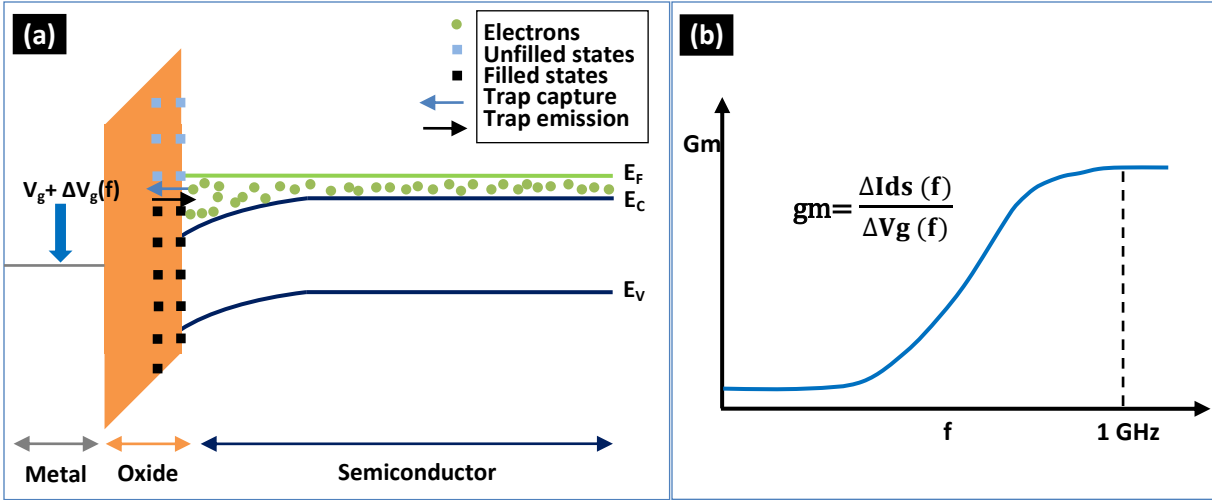 (a)
Electrons
Unfilled states
Filled states
Trap capture
Trap emission
V_g+ ΔV_g(f)
E_F
E_C
E_V
Metal
Oxide
Semiconductor
(b)
Gm
gm= ΔIds (f) / ΔVg (f)
f
1 GHz